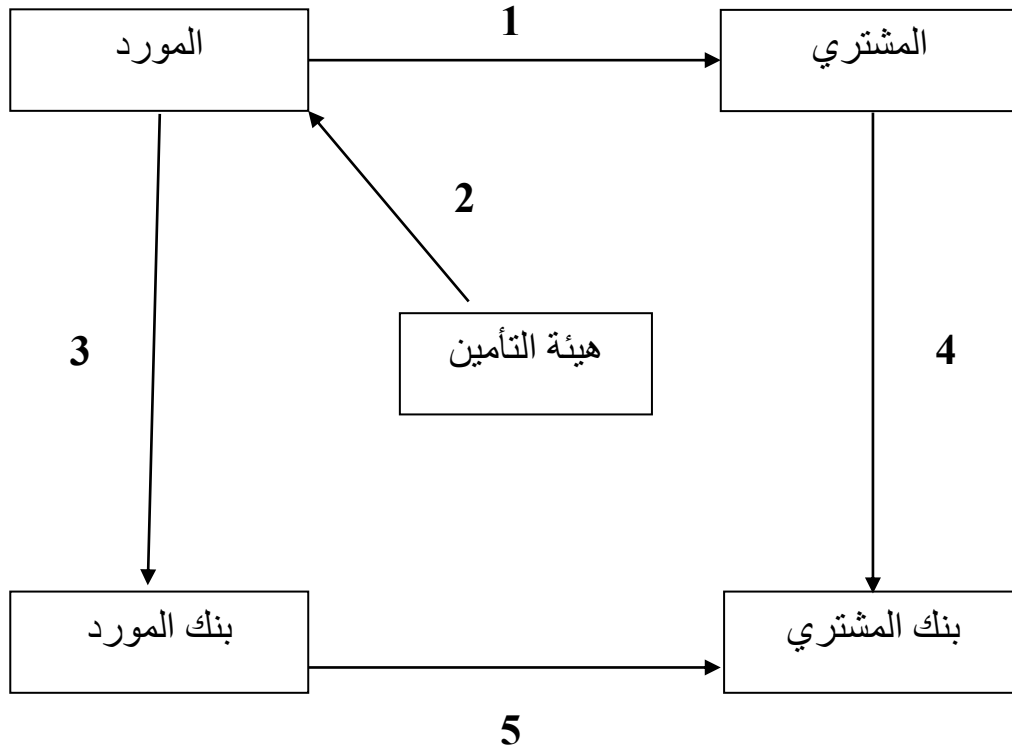 1
المشتري
المورد
2
3
4
هيئة التأمين
بنك المشتري
بنك المورد
5